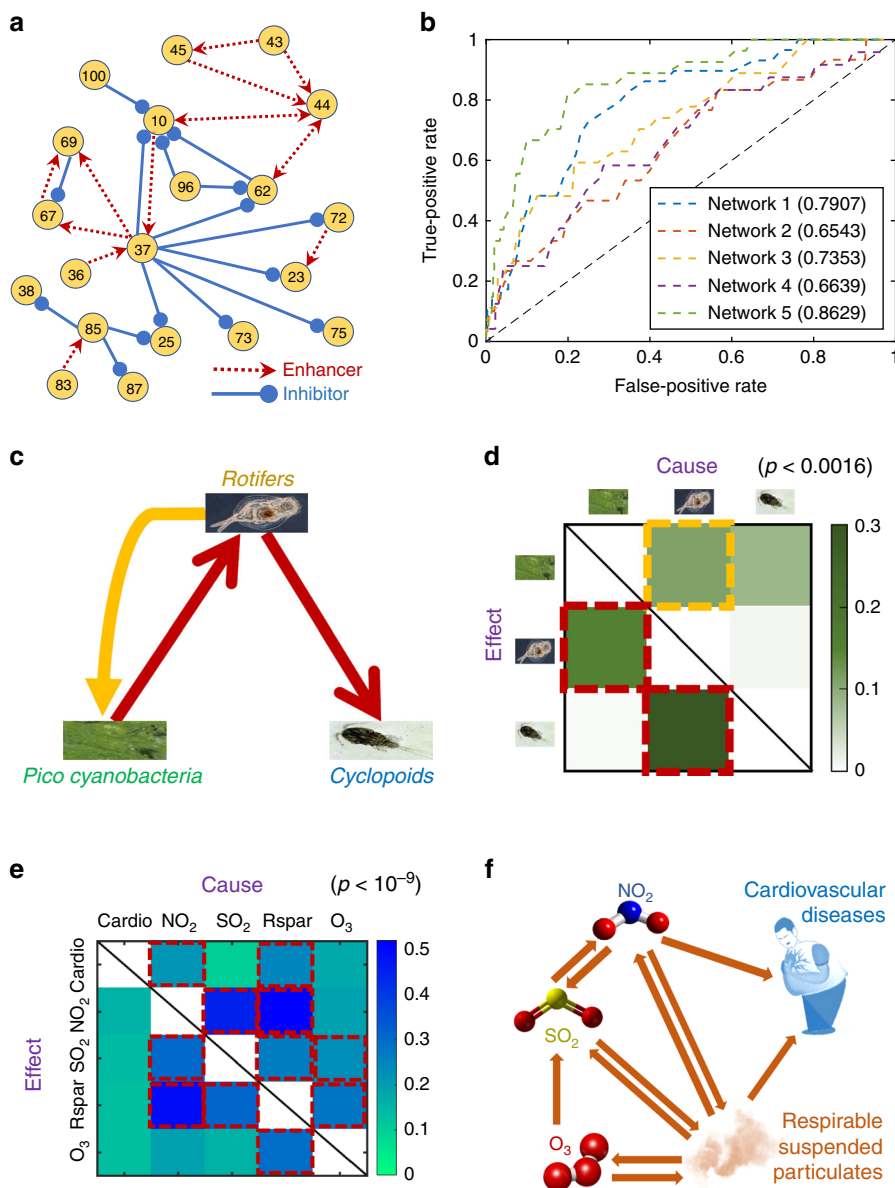 a
45
43
100
44
10
69
96
62
67
72
37
36
23
38
85
25
73
75
83
87
Enhancer
Inhibitor
b
True-positive rate
1
0.8
0.6
0.4
0.2
0
Network 1 (0.7907)
Network 2 (0.6543)
Network 3 (0.7353)
Network 4 (0.6639)
Network 5 (0.8629)
0 0.2 0.4 0.6 0.8 1
False-positive rate
c
Rotifers
Pico cyanobacteria
Cyclopoids
d
Cause (p < 0.0016)
Effect
0.3
0.2
0.1
0
e
Cause (p < 10⁻⁹)
Cardio NO₂ SO₂ Rspar O₃
Effect
Cardio
NO₂
SO₂
Rspar
O₃
0.5
0.4
0.3
0.2
0.1
0
f
NO₂
Cardiovascular
diseases
SO₂
O₃
Respirable
suspended
particulates